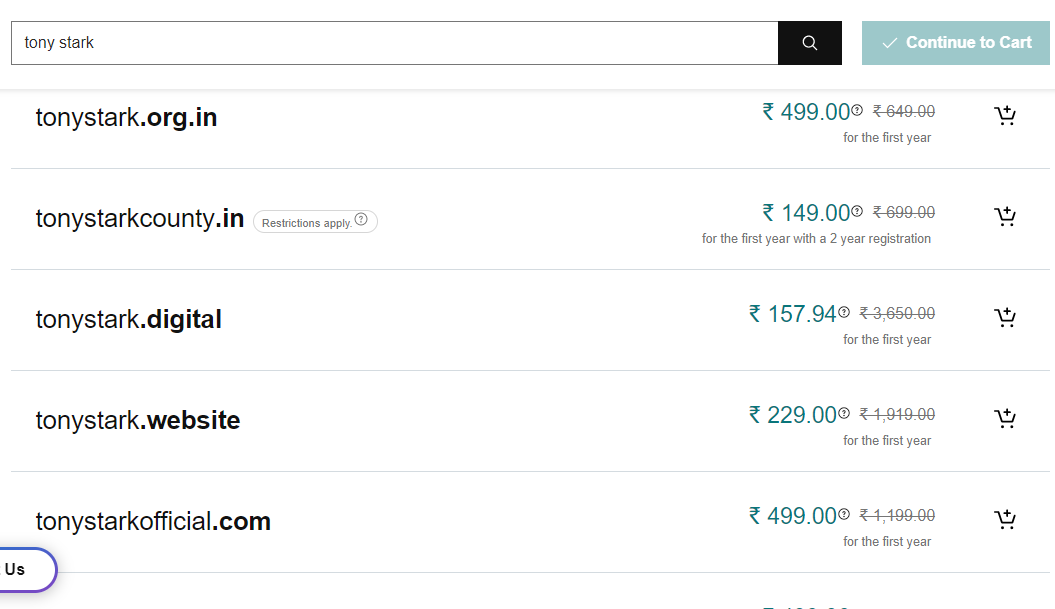 tony stark
Continue to Cart
tonystark.org.in
₹ 499.00 ₹ 649.00
for the first year
tonystarkcounty.in Restrictions apply.
₹ 149.00 ₹ 699.00
for the first year with a 2 year registration
tonystark.digital
₹ 157.94 ₹ 3,650.00
for the first year
tonystark.website
₹ 229.00 ₹ 1,919.00
for the first year
tonystarkofficial.com
₹ 499.00 ₹ 1,199.00
for the first year
Us